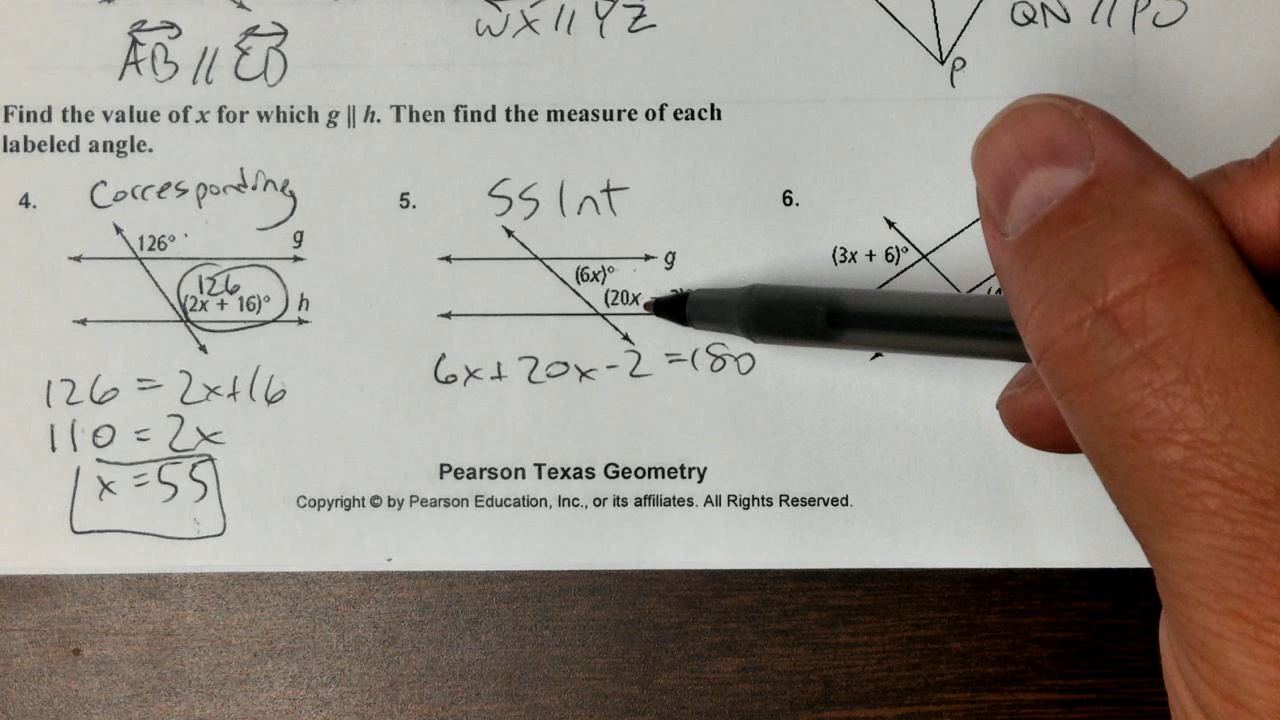 AB // ED
WX // YZ
QN // PO
P
Find the value of x for which g || h. Then find the measure of each
labeled angle.
4. Corresponding
126°
g
126
(2x + 16)°
h
126 = 2x+16
110 = 2x
x = 55
5. SS Int
g
(6x)°
(20x
6x+20x-2 =180
6.
(3x + 6)°
Pearson Texas Geometry
Copyright © by Pearson Education, Inc., or its affiliates. All Rights Reserved.